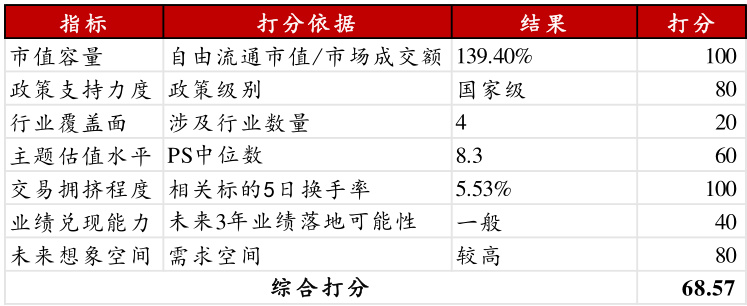 指标 打分依据 结果 打分
市值容量 自由流通市值/市场成交额 139.40% 100
政策支持力度 政策级别 国家级 80
行业覆盖面 涉及行业数量 4 20
主题估值水平 PS中位数 8.3 60
交易拥挤程度 相关标的5日换手率 5.53% 100
业绩兑现能力 未来3年业绩落地可能性 一般 40
未来想象空间 需求空间 较高 80
综合打分 68.57